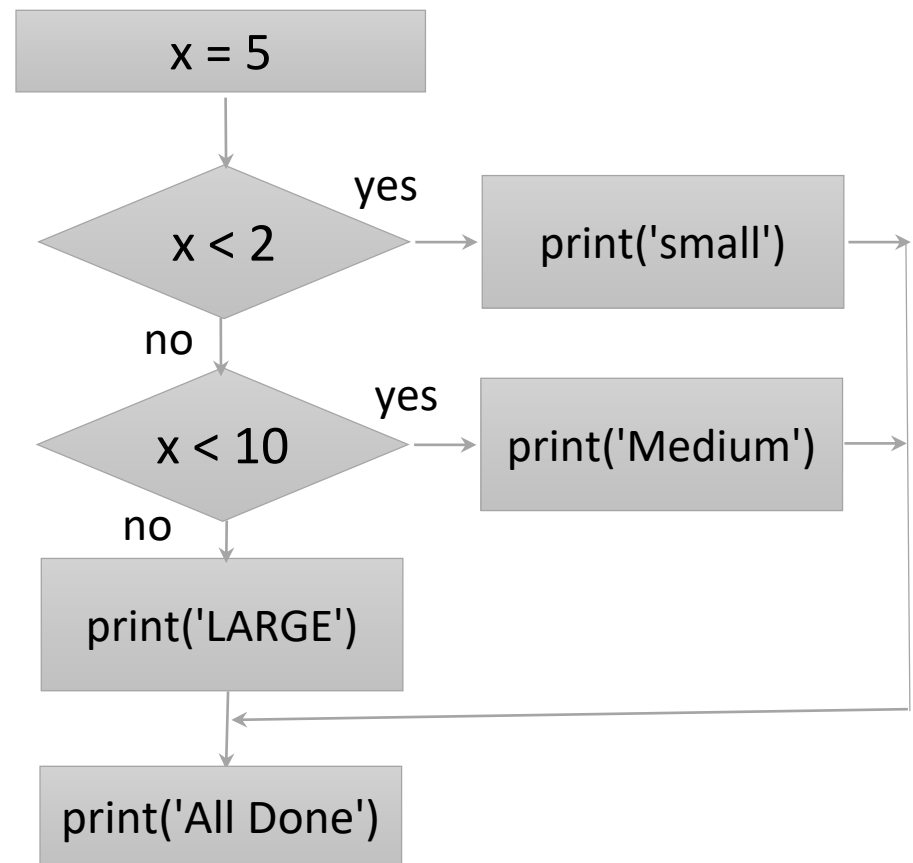 x = 5
yes
x < 2
print('small')
no
yes
x < 10
print('Medium')
no
print('LARGE')
print('All Done')